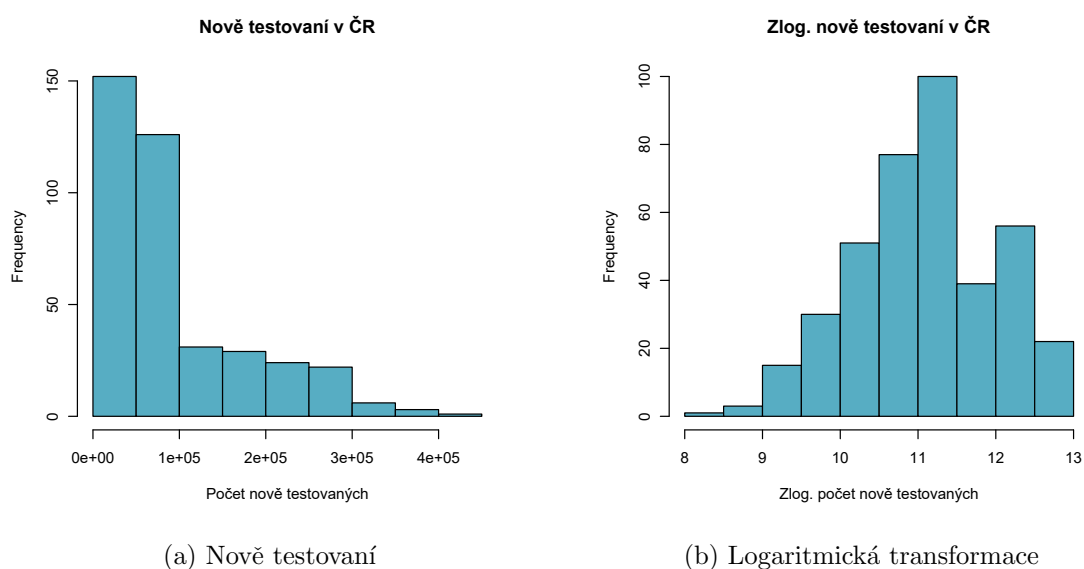 Nově testovaní v ČR
Frequency
0
50
100
150
0e+00 1e+05 2e+05 3e+05 4e+05
Počet nově testovaných
(a) Nově testovaní
Zlog. nově testovaní v ČR
Frequency
0
20
40
60
80
100
8 9 10 11 12 13
Zlog. počet nově testovaných
(b) Logaritmická transformace